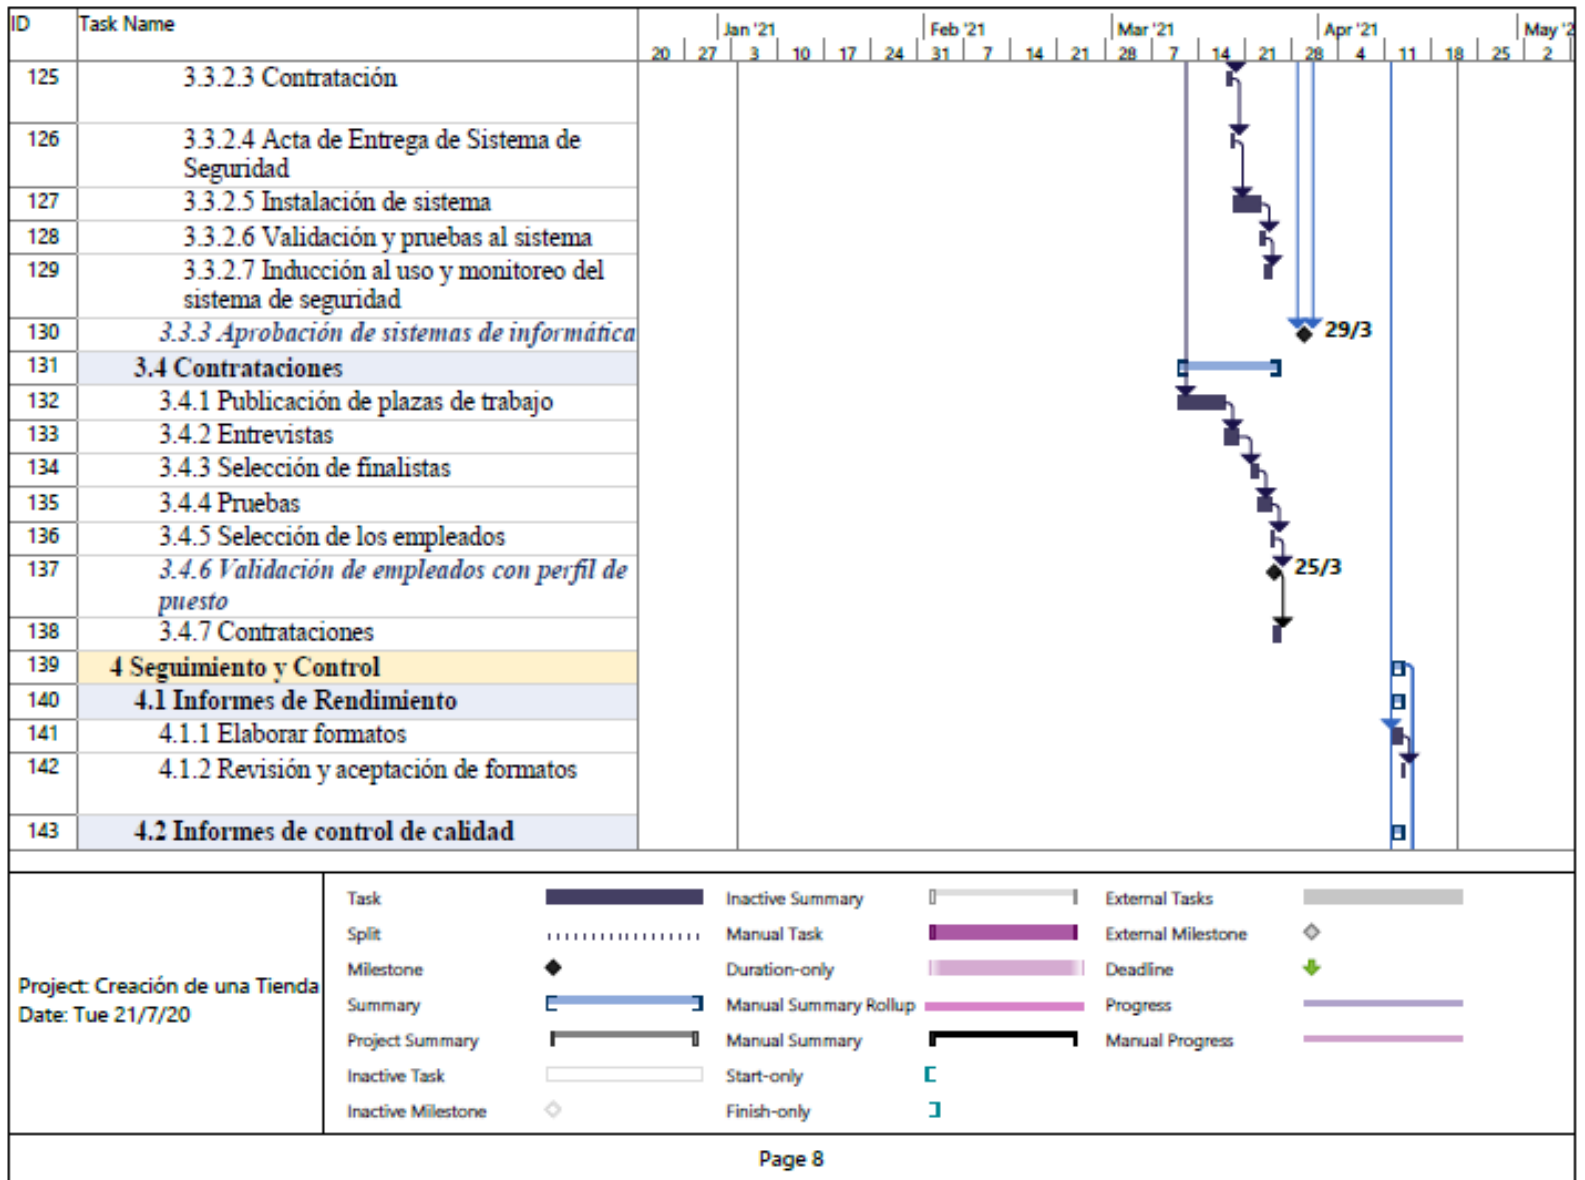 ID Task Name Jan '21 Feb '21 Mar '21 Apr '21 May '2
20 27 3 10 17 24 31 7 14 21 28 7 14 21 28 4 11 18 25 2
125 3.3.2.3 Contratación
126 3.3.2.4 Acta de Entrega de Sistema de
Seguridad
127 3.3.2.5 Instalación de sistema
128 3.3.2.6 Validación y pruebas al sistema
129 3.3.2.7 Inducción al uso y monitoreo del
sistema de seguridad
130 3.3.3 Aprobación de sistemas de informática 29/3
131 3.4 Contrataciones
132 3.4.1 Publicación de plazas de trabajo
133 3.4.2 Entrevistas
134 3.4.3 Selección de finalistas
135 3.4.4 Pruebas
136 3.4.5 Selección de los empleados
137 3.4.6 Validación de empleados con perfil de 25/3
puesto
138 3.4.7 Contrataciones
139 4 Seguimiento y Control
140 4.1 Informes de Rendimiento
141 4.1.1 Elaborar formatos
142 4.1.2 Revisión y aceptación de formatos
143 4.2 Informes de control de calidad
Project: Creación de una Tienda
Date: Tue 21/7/20
Task Inactive Summary External Tasks
Split Manual Task External Milestone
Milestone Duration-only Deadline
Summary Manual Summary Rollup Progress
Project Summary Manual Summary Manual Progress
Inactive Task Start-only
Inactive Milestone Finish-only
Page 8